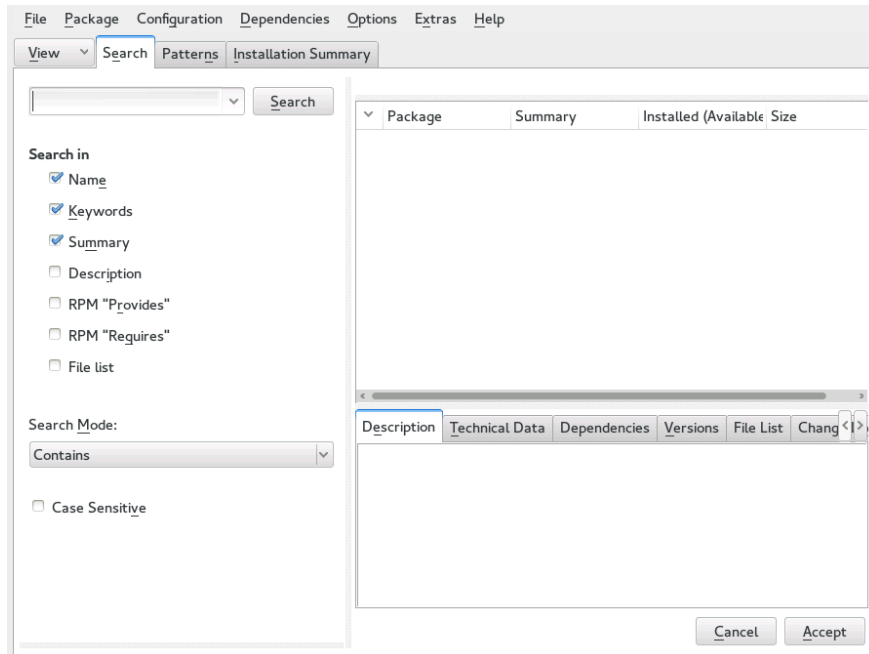 File Package Configuration Dependencies Options Extras Help
View Search Patterns Installation Summary
Search
Package Summary Installed (Available Size
Search in
Name
Keywords
Summary
Description
RPM "Provides"
RPM "Requires"
File list
Search Mode:
Contains
Case Sensitive
Description Technical Data Dependencies Versions File List Chang
Cancel Accept